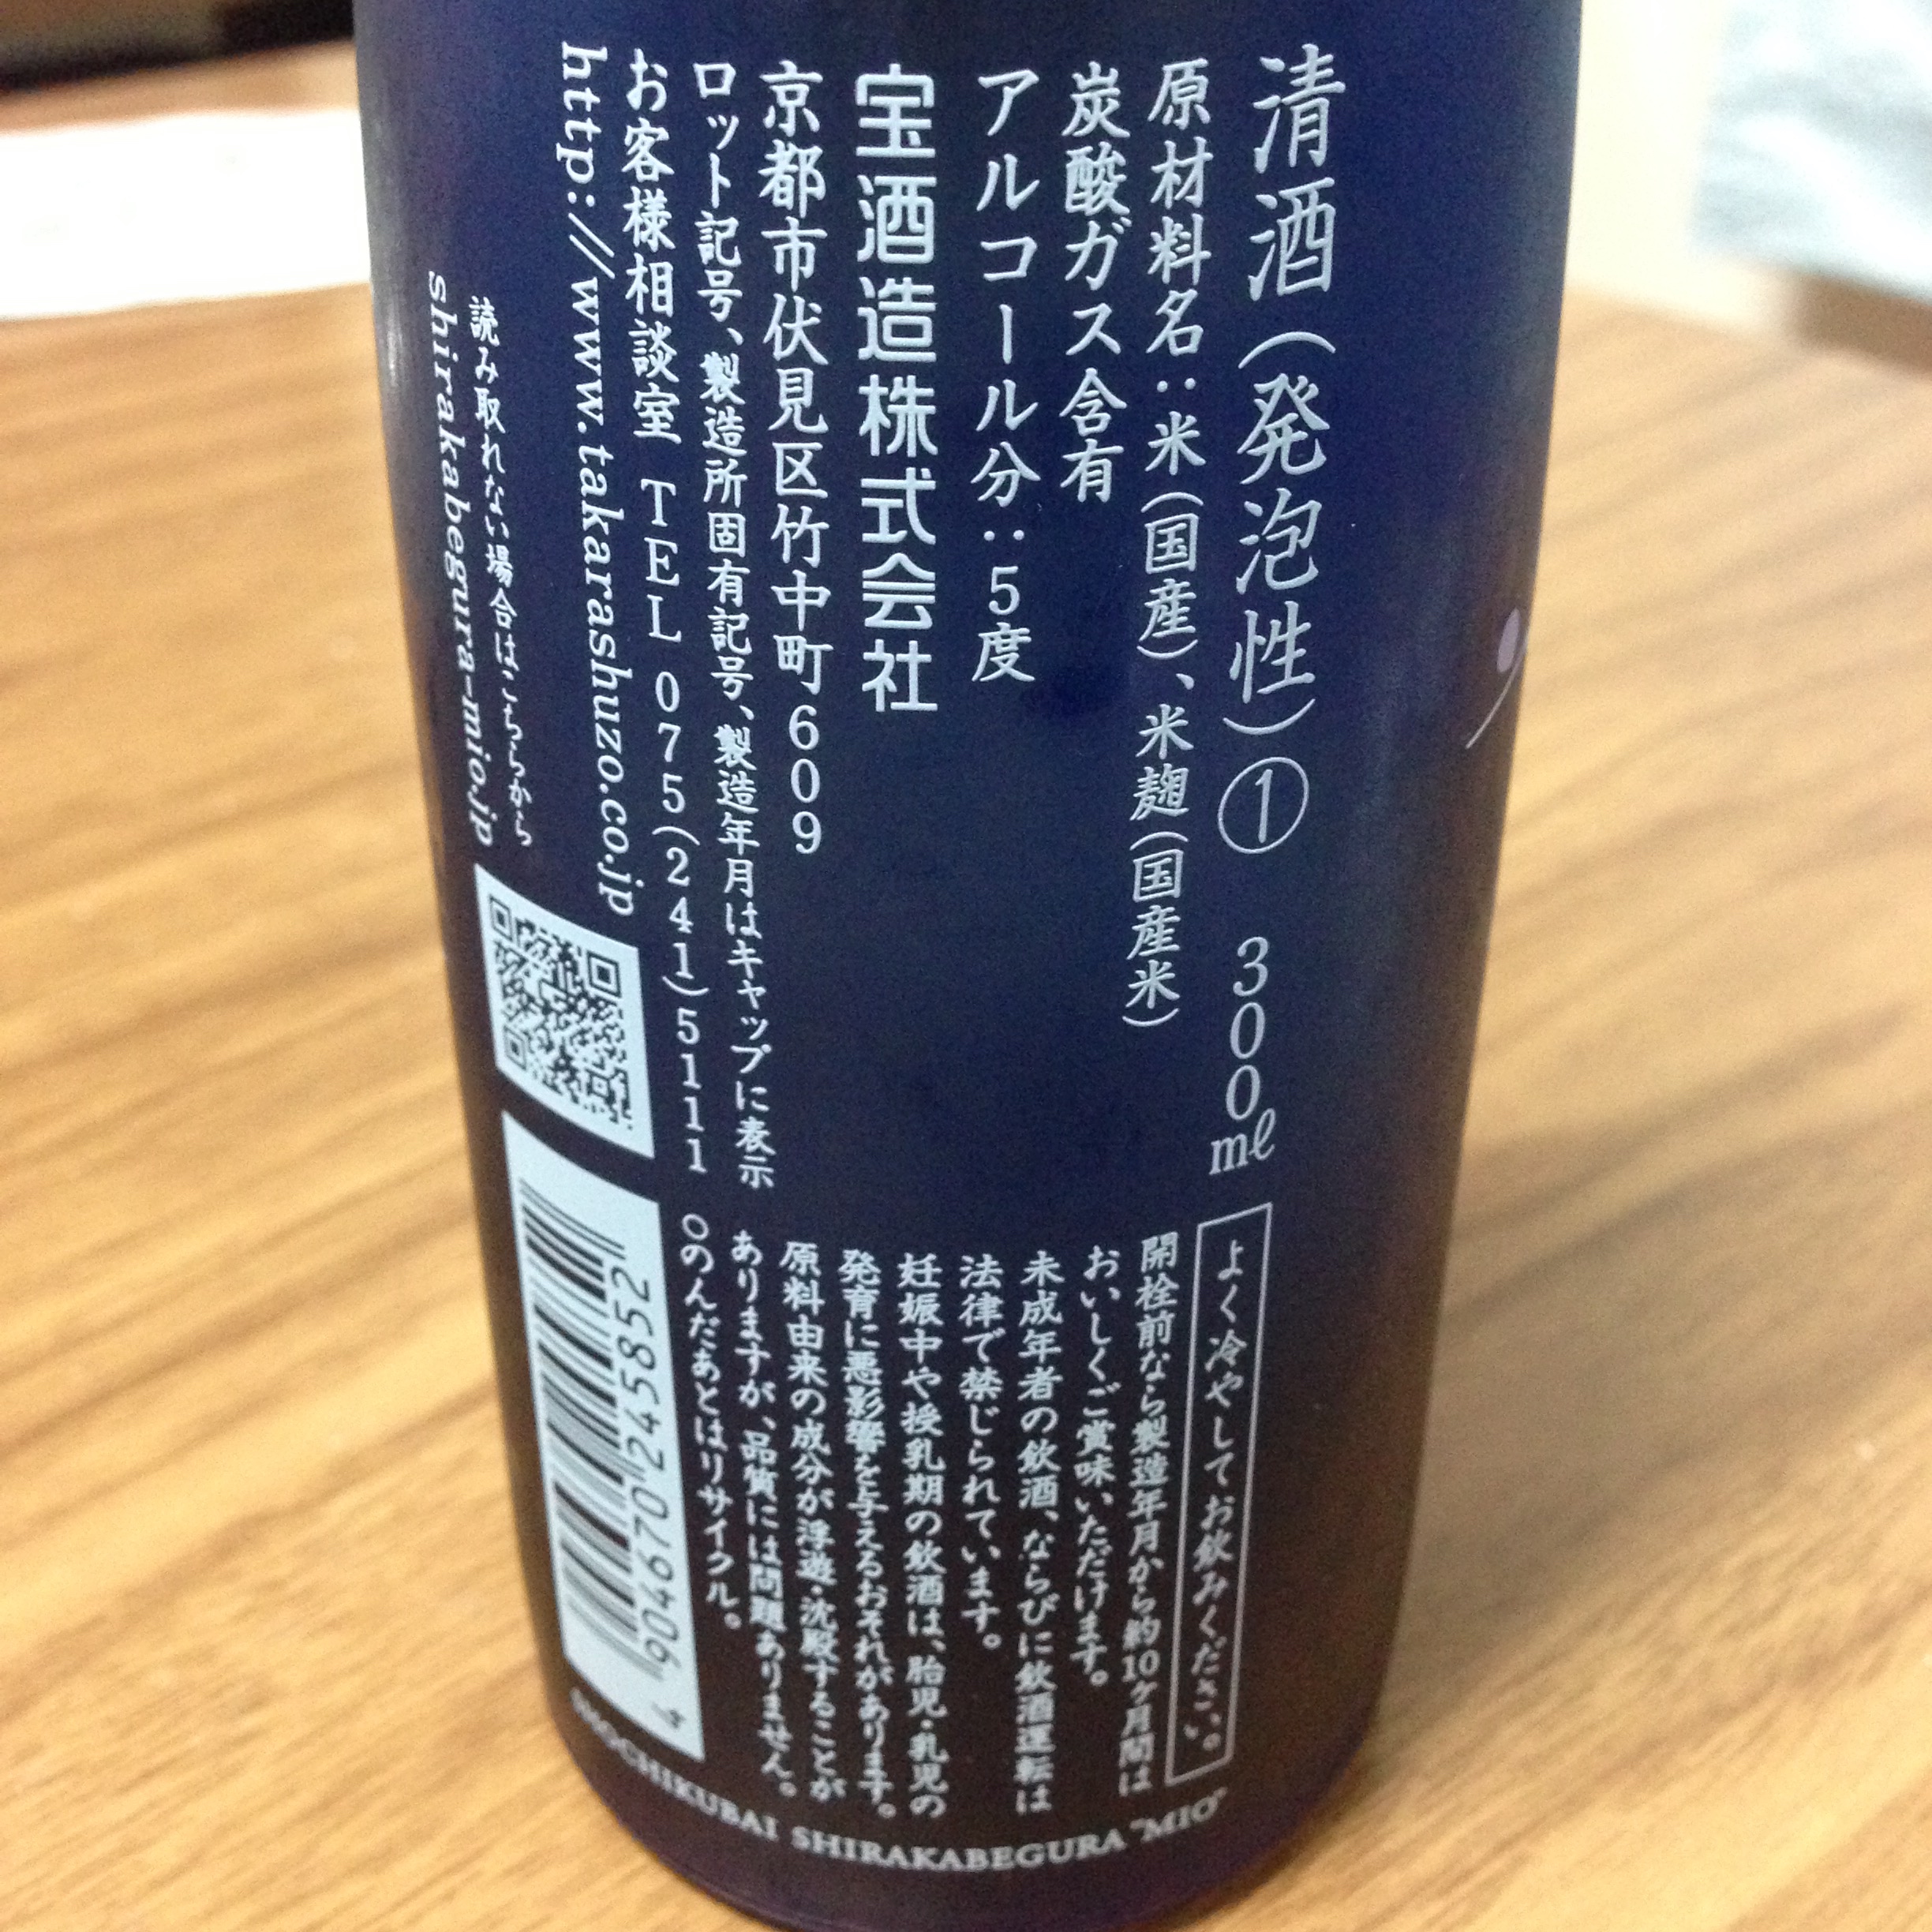 清酒(発泡性)① 300mℓ
原材料名:米(国産)、米麹(国産米)
炭酸ガス含有
アルコール分:5度
宝酒造株式会社
京都市伏見区竹中町609
ロット記号、製造所固有記号、製造年月はキャップに表示
お客様相談室 TEL 075(241)5111
http://www.takarashuzo.co.jp
読み取れない場合はこちらから
shirakabegura-mio.jp
よく冷やしてお飲みください。
開栓前なら製造年月から約10ヶ月間は
おいしくご賞味いただけます。
未成年者の飲酒、ならびに飲酒運転は
法律で禁じられています。
妊娠中や授乳期の飲酒は、胎児・乳児の
発育に悪影響を与えるおそれがあります。
原料由来の成分が浮遊・沈殿することが
ありますが、品質には問題ありません。
○のんだあとはリサイクル。
904670245852
SHIRAKABEGURA "MIO"